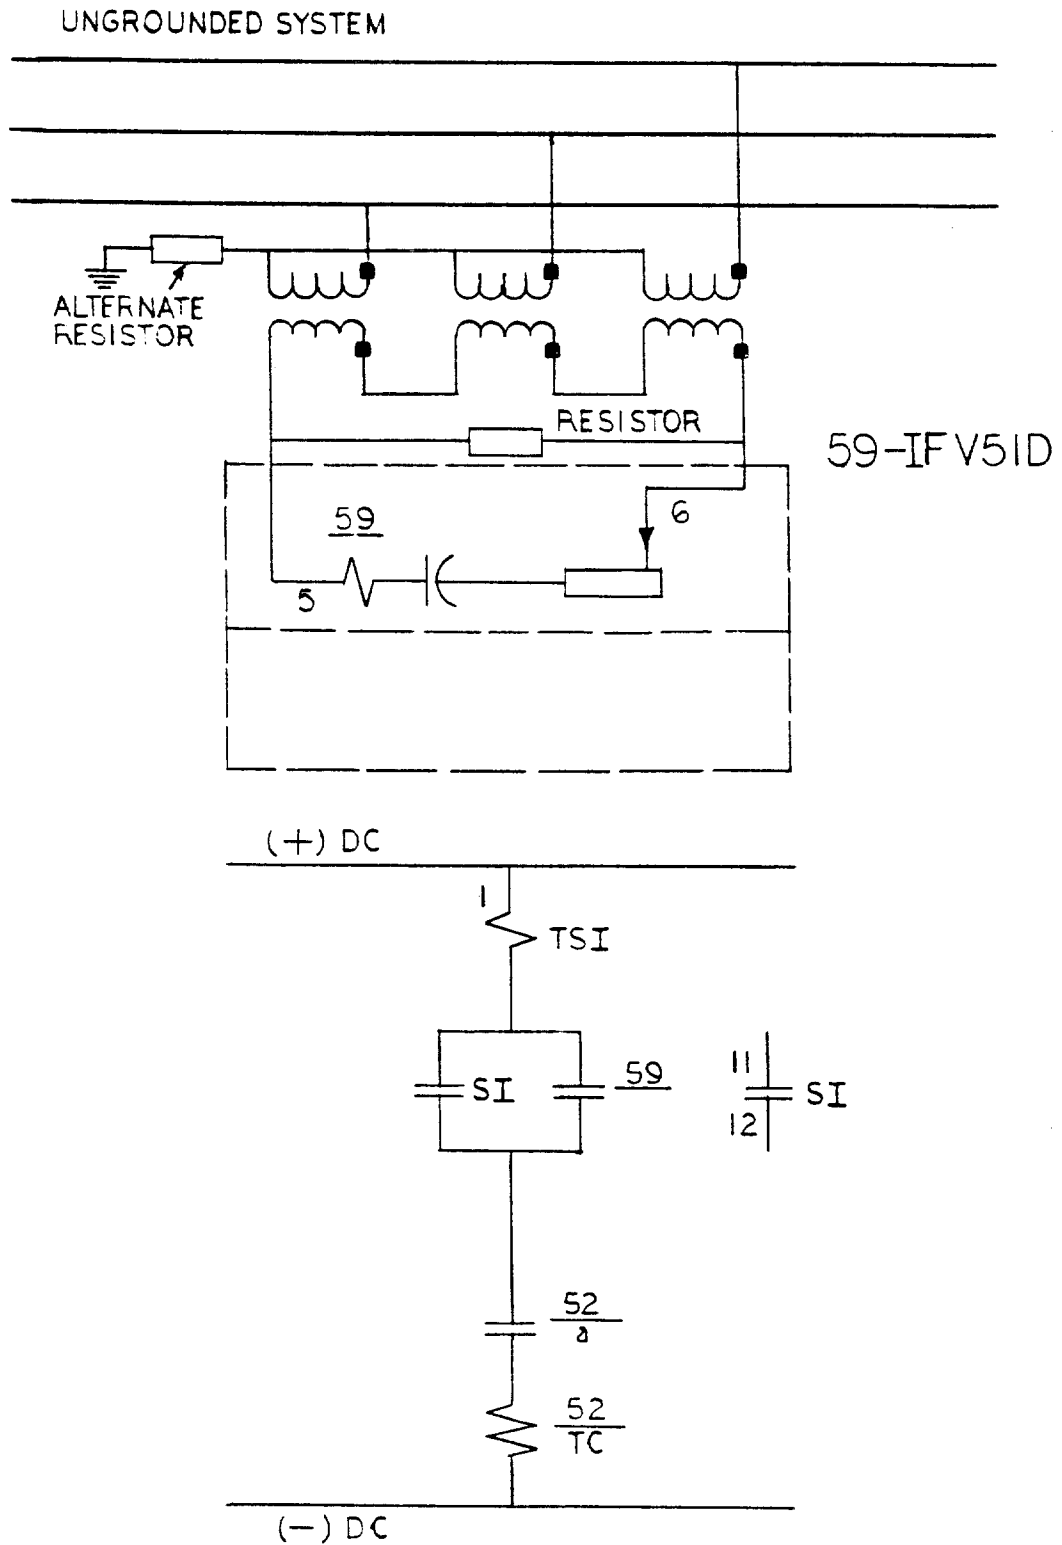 UNGROUNDED SYSTEM
ALTERNATE
RESISTOR
RESISTOR
59-IFV51D
6
59
5
(+) DC
1
TSI
SI
59
11
SI
12
52
a
52
TC
(-) DC